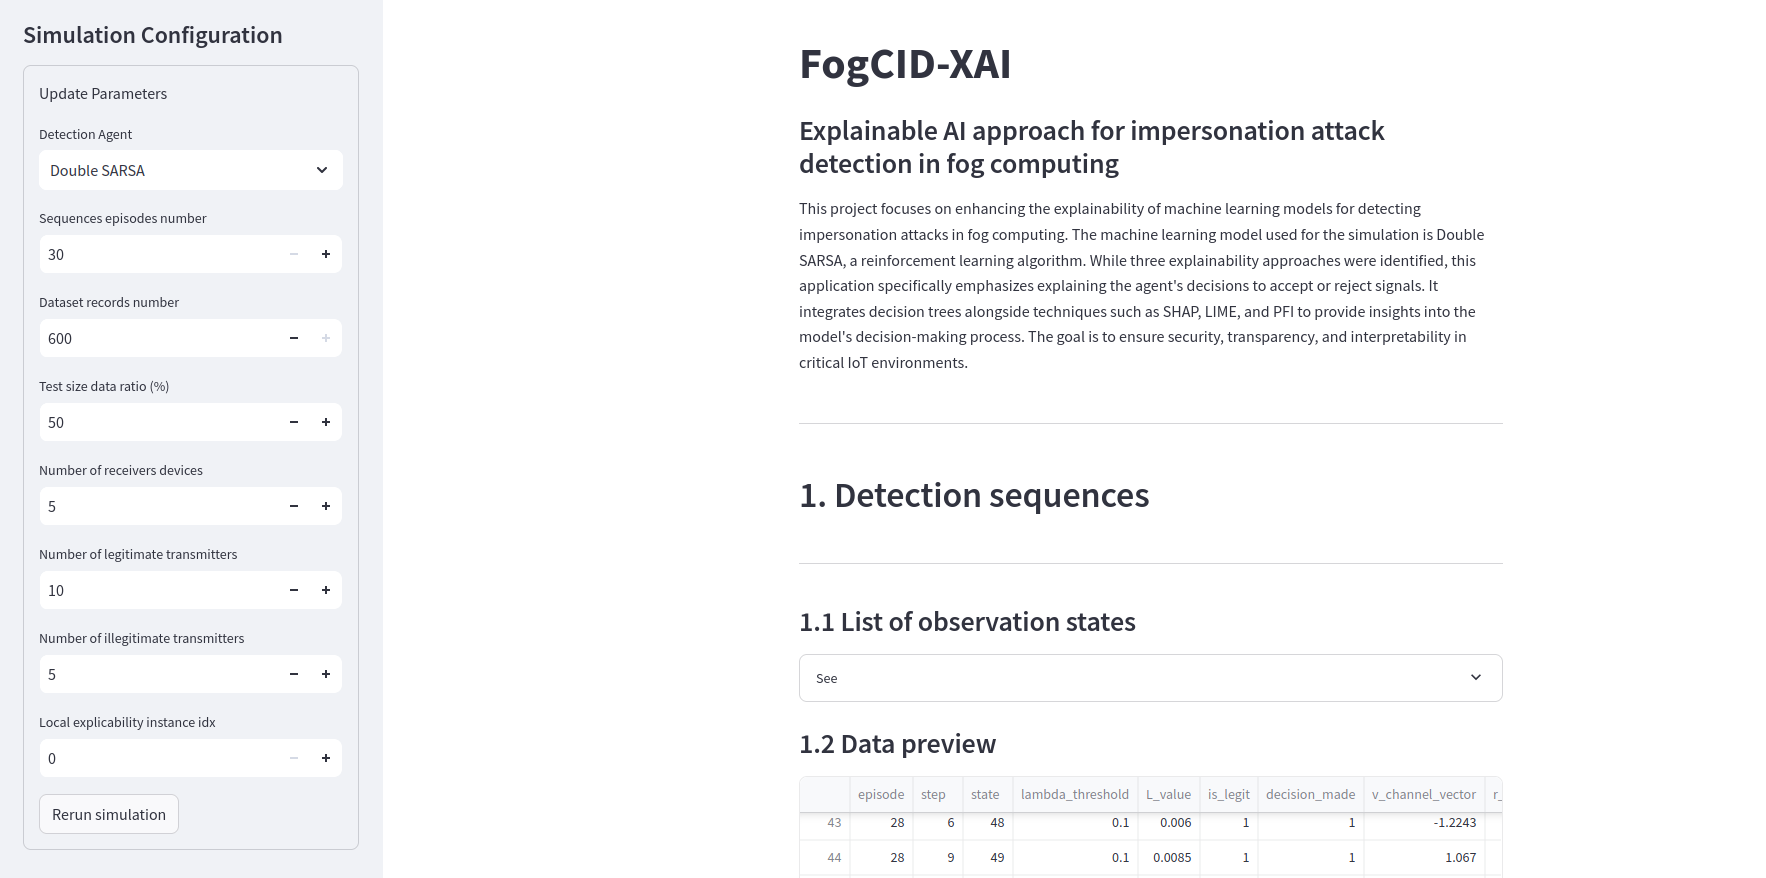 Simulation Configuration
Update Parameters
Detection Agent
Double SARSA
Sequences episodes number
30
Dataset records number
600
Test size data ratio (%)
50
Number of receivers devices
5
Number of legitimate transmitters
10
Number of illegitimate transmitters
5
Local explicability instance idx
0
Rerun simulation
FogCID-XAI
Explainable AI approach for impersonation attack
detection in fog computing
This project focuses on enhancing the explainability of machine learning models for detecting
impersonation attacks in fog computing. The machine learning model used for the simulation is Double
SARSA, a reinforcement learning algorithm. While three explainability approaches were identified, this
application specifically emphasizes explaining the agent's decisions to accept or reject signals. It
integrates decision trees alongside techniques such as SHAP, LIME, and PFI to provide insights into the
model's decision-making process. The goal is to ensure security, transparency, and interpretability in
critical IoT environments.
1. Detection sequences
1.1 List of observation states
See
1.2 Data preview
episode step state lambda_threshold L_value is_legit decision_made v_channel_vector r_
43 28 6 48 0.1 0.006 1 1 -1.2243
44 28 9 49 0.1 0.0085 1 1 1.067